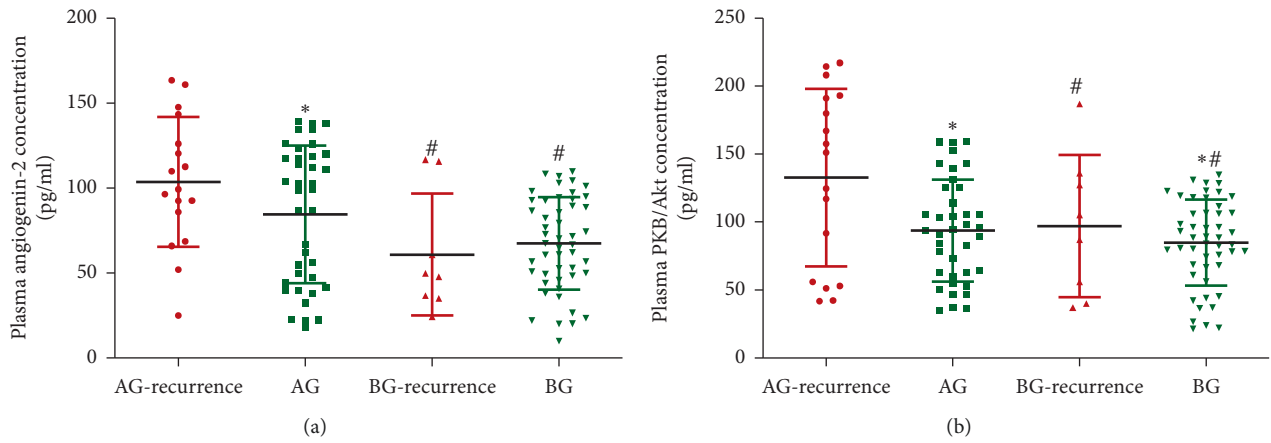 Plasma angiogenin-2 concentration
(pg/ml)
200
150
100
50
0
*
#
#
AG-recurrence
AG
BG-recurrence
BG
(a)
Plasma PKB/Akt concentration
(pg/ml)
250
200
150
100
50
0
*
#
*#
AG-recurrence
AG
BG-recurrence
BG
(b)